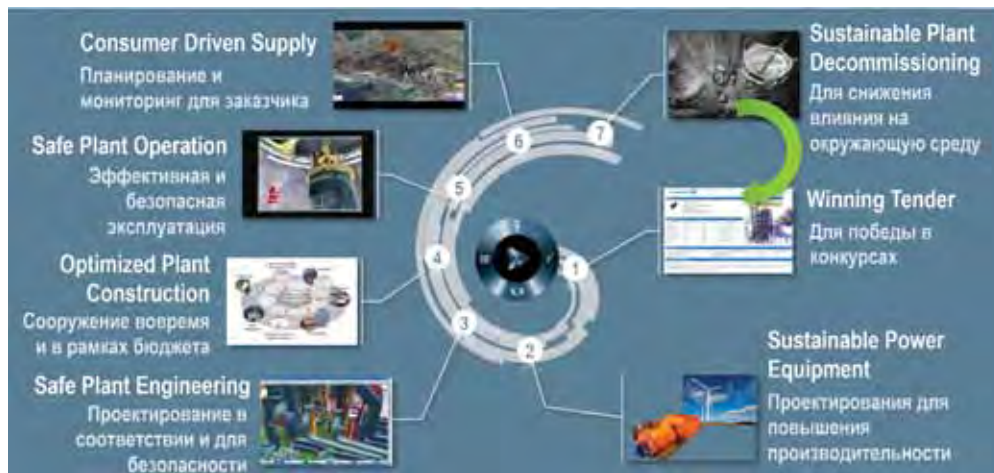 Consumer Driven Supply
Планирование и
мониторинг для заказчика
Safe Plant Operation
Эффективная и
безопасная
эксплуатация
Optimized Plant
Construction
Сооружение вовремя
и в рамках бюджета
Safe Plant Engineering
Проектирование в
соответствии и для
безопасности
Sustainable Plant
Decommissioning
Для снижения
влияния на
окружающую среду
Winning Tender
Для победы в
конкурсах
Sustainable Power
Equipment
Проектирования для
повышения
производительности
7
6
5
4
3
2
1